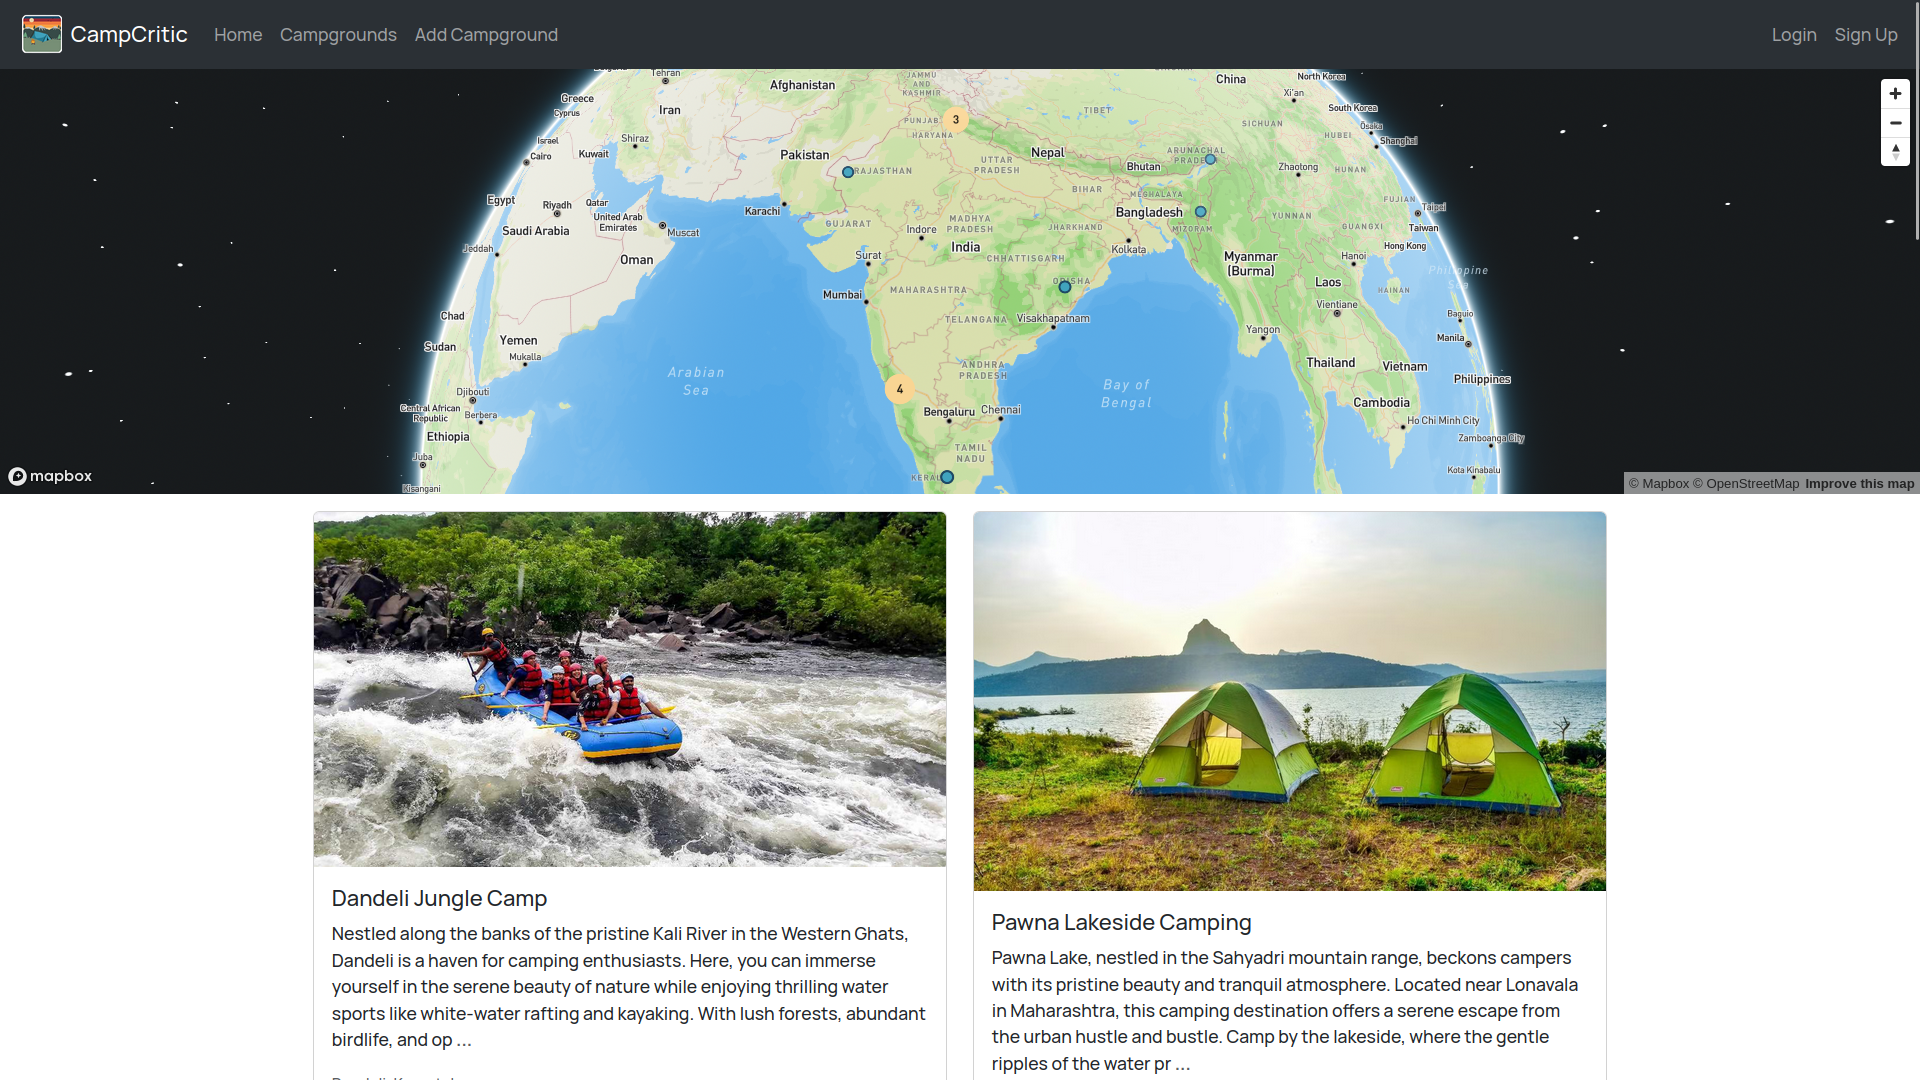 CampCritic
Home
Campgrounds
Add Campground
Login
Sign Up
Tehran
Afghanistan
JAMMU
AND
KASHMIR
China
North Korea
Greece
Cyprus
Iran
TIBET
Xi'an
South Korea
PUNJAB
3
HARYANA
SICHUAN
HUBEI
Ōsaka
Shanghai
Israel
Cairo
Kuwait
Shiraz
Pakistan
Nepal
UTTAR
PRADESH
Bhutan
ARUNACHAL
PRADESH
Zhaotong
HUNAN
RAJASTHAN
BIHAR
MEGHALAYA
Egypt
Riyadh
Qatar
United Arab
Emirates
Karachi
Bangladesh
MIZORAM
YUNNAN
FUJIAN
Taipei
Taiwan
Saudi Arabia
Muscat
GUJARAT
Indore
MADHYA
PRADESH
JHARKHAND
GUANGXI
Hong Kong
Jeddah
Oman
Surat
India
CHHATTISGARH
Kolkata
Myanmar
(Burma)
Hanoi
Laos
Philippine
Sea
Mumbai
MAHARASHTRA
ODISHA
HAINAN
Chad
TELANGANA
Visakhapatnam
Vientiane
Baguio
Sudan
Yemen
Mukalla
Yangon
Manila
Arabian
Sea
ANDHRA
PRADESH
Bay of
Bengal
Thailand
Vietnam
Philippines
Djibouti
4
Central African
Republic
Berbera
Bengaluru
Chennai
Cambodia
Ho Chi Minh City
Ethiopia
TAMIL
NADU
Zamboanga City
Juba
KERALA
Kota Kinabalu
Kisangani
mapbox
© Mapbox © OpenStreetMap Improve this map
Dandeli Jungle Camp
Nestled along the banks of the pristine Kali River in the Western Ghats,
Dandeli is a haven for camping enthusiasts. Here, you can immerse
yourself in the serene beauty of nature while enjoying thrilling water
sports like white-water rafting and kayaking. With lush forests, abundant
birdlife, and op ...
Pawna Lakeside Camping
Pawna Lake, nestled in the Sahyadri mountain range, beckons campers
with its pristine beauty and tranquil atmosphere. Located near Lonavala
in Maharashtra, this camping destination offers a serene escape from
the urban hustle and bustle. Camp by the lakeside, where the gentle
ripples of the water pr ...